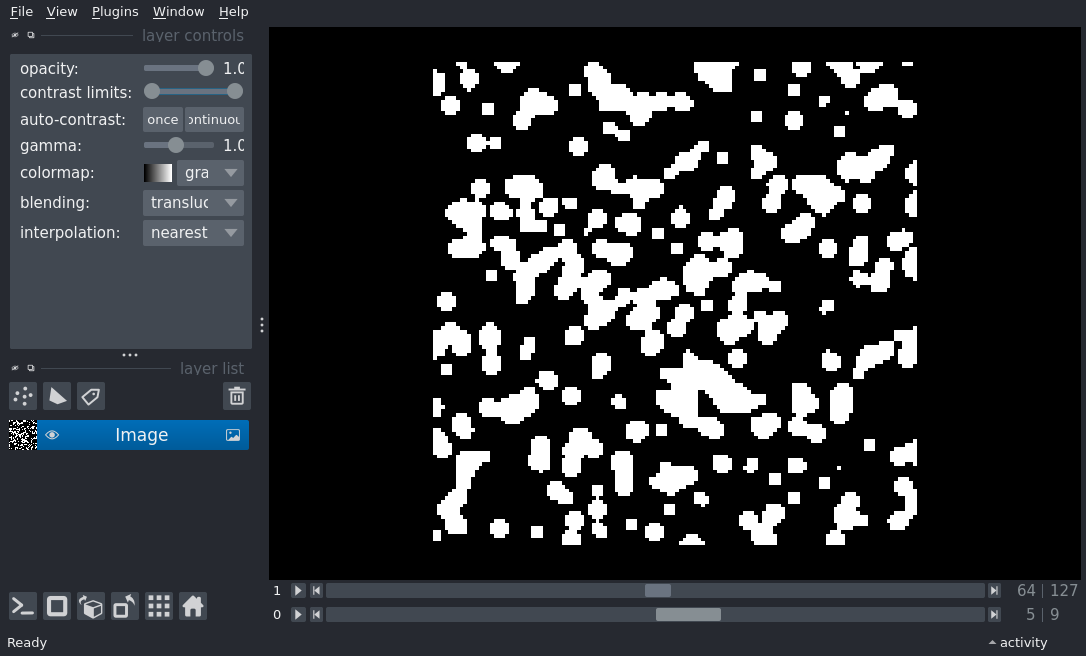 File View Plugins Window Help
layer controls
opacity: 1.0
contrast limits:
auto-contrast: once ontinuou
gamma: 1.0
colormap: gra
blending: transluc
interpolation: nearest
layer list
Image
1 64 | 127
0 5 | 9
Ready activity